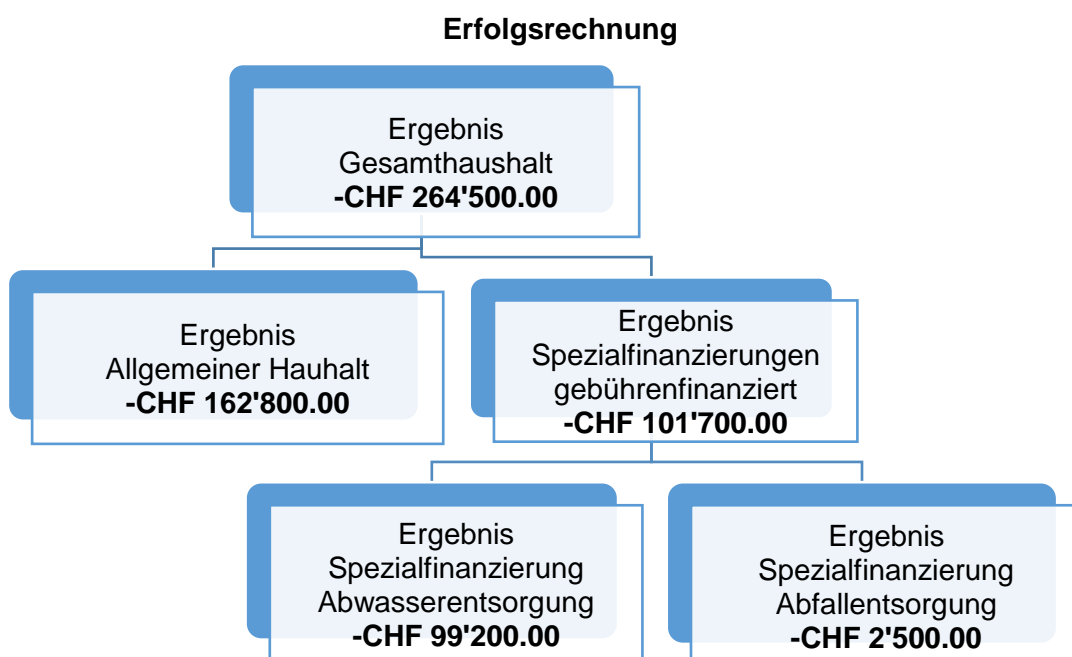 Erfolgsrechnung
Ergebnis
Gesamthaushalt
-CHF 264'500.00
Ergebnis
Allgemeiner Hauhalt
-CHF 162'800.00
Ergebnis
Spezialfinanzierungen
gebührenfinanziert
-CHF 101'700.00
Ergebnis
Spezialfinanzierung
Abwasserentsorgung
-CHF 99'200.00
Ergebnis
Spezialfinanzierung
Abfallentsorgung
-CHF 2'500.00